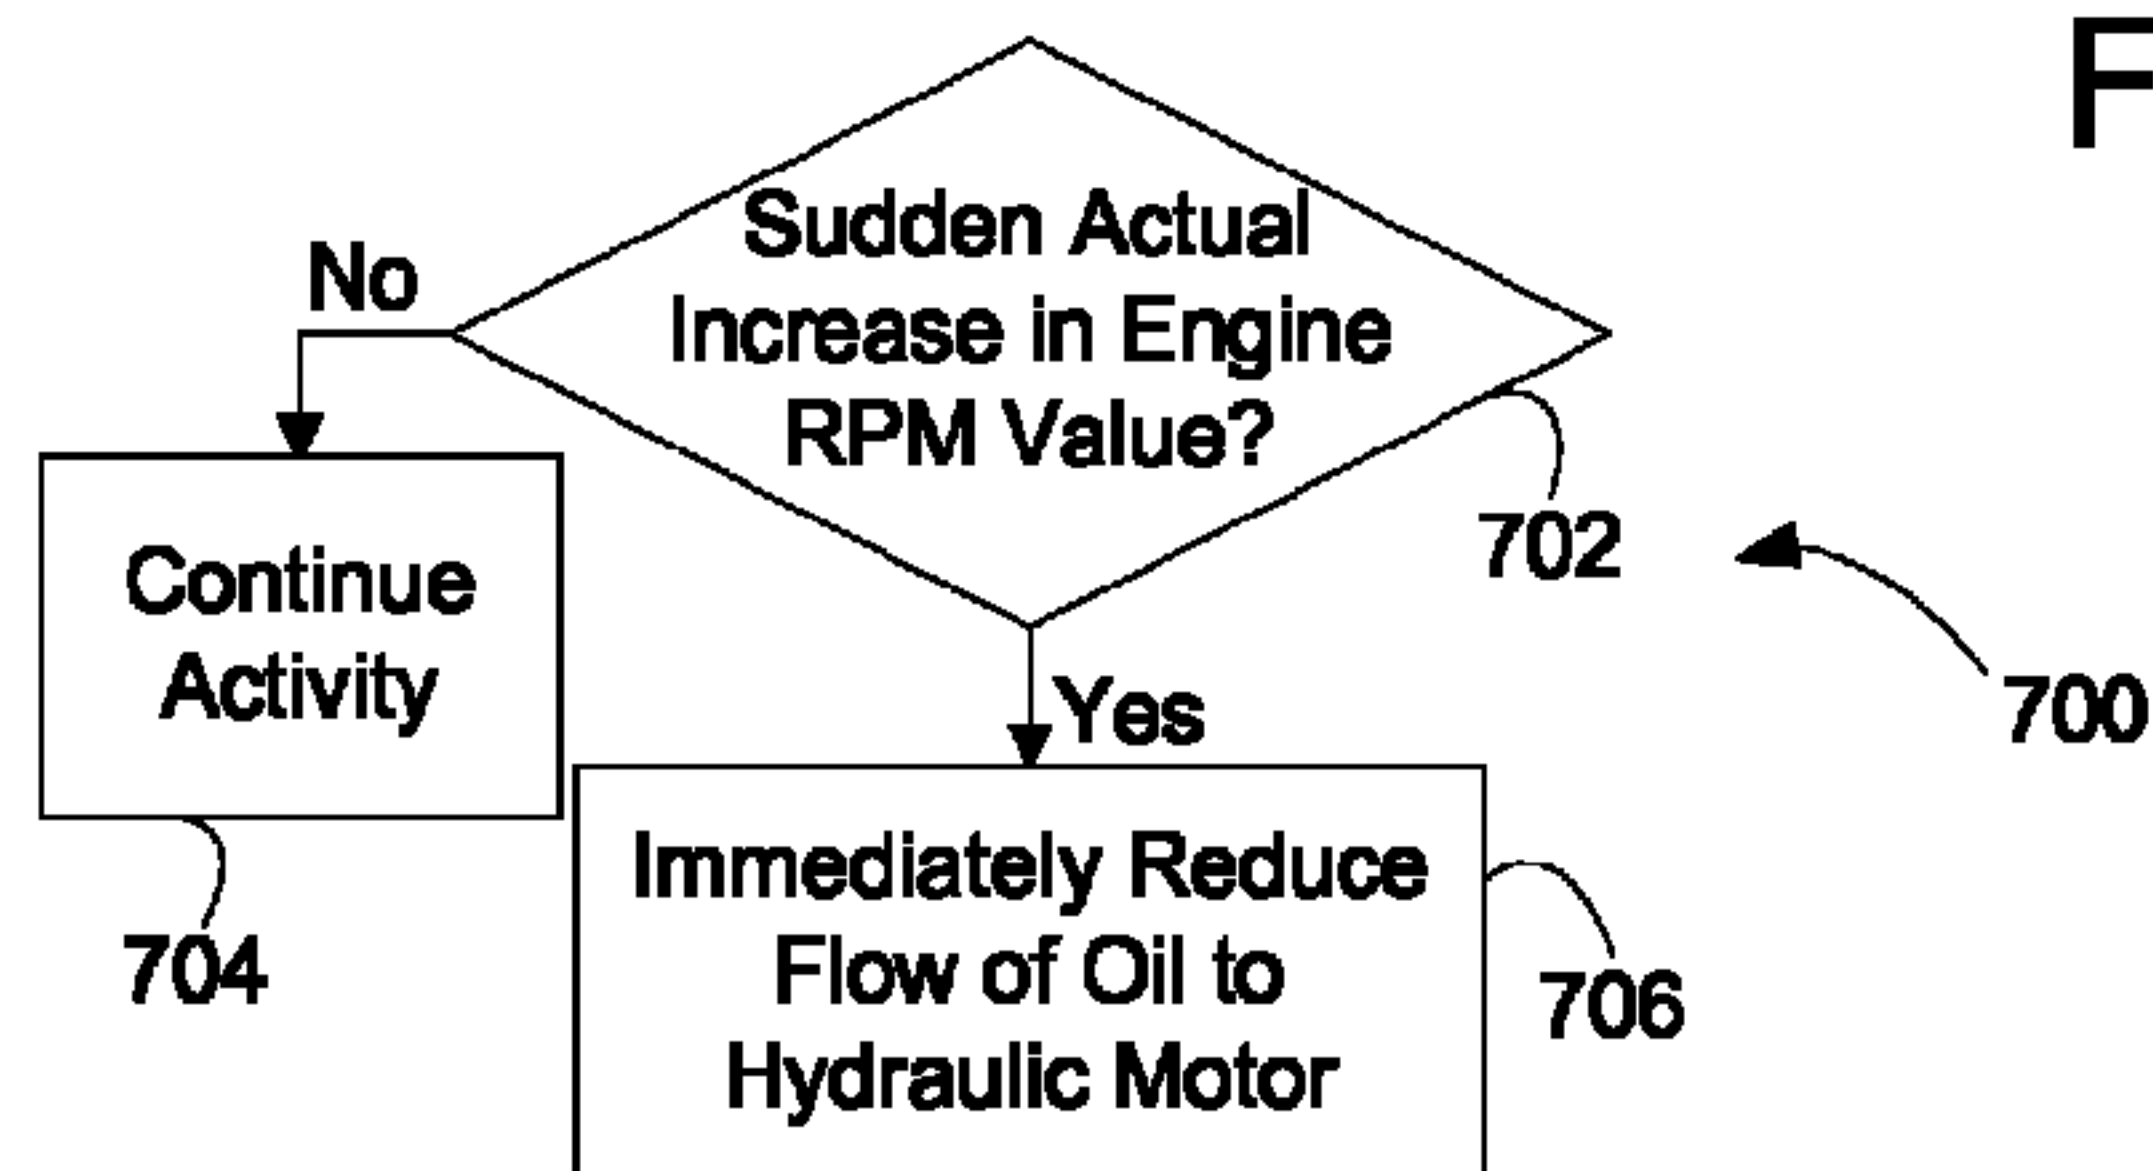 F
Sudden Actual
Increase in Engine
RPM Value?
No
702
Continue
Activity
700
Yes
Immediately Reduce
Flow of Oil to
Hydraulic Motor
704
706